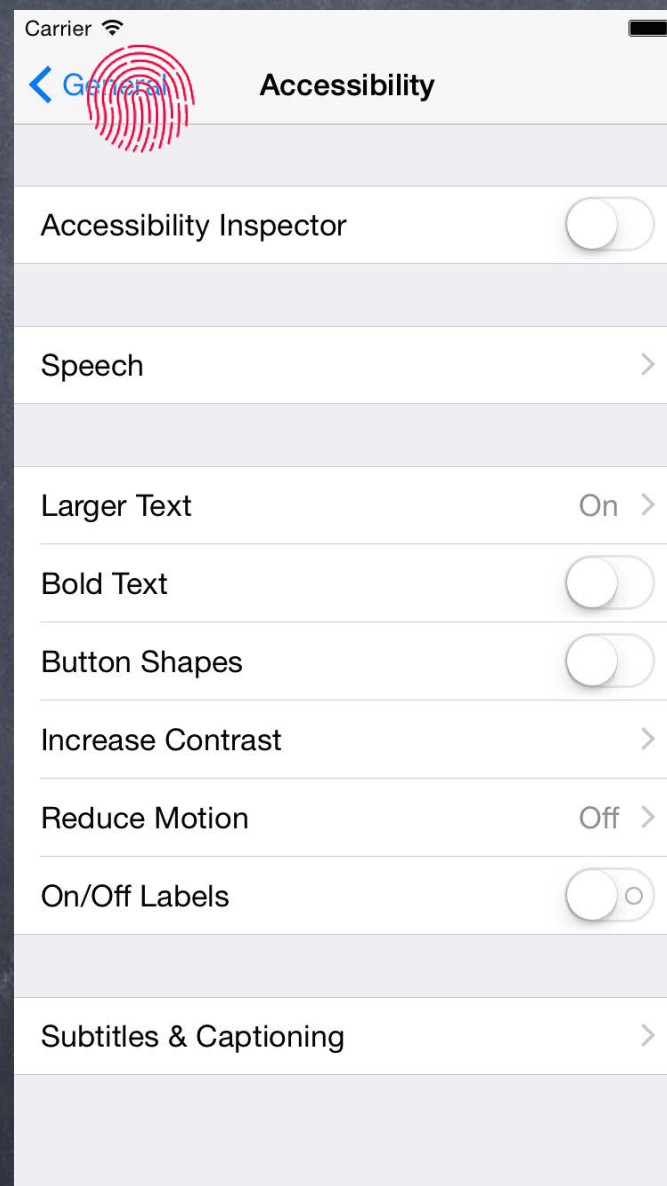 Carrier
General
Accessibility
Accessibility Inspector
Speech
Larger Text On
Bold Text
Button Shapes
Increase Contrast
Reduce Motion Off
On/Off Labels
Subtitles & Captioning